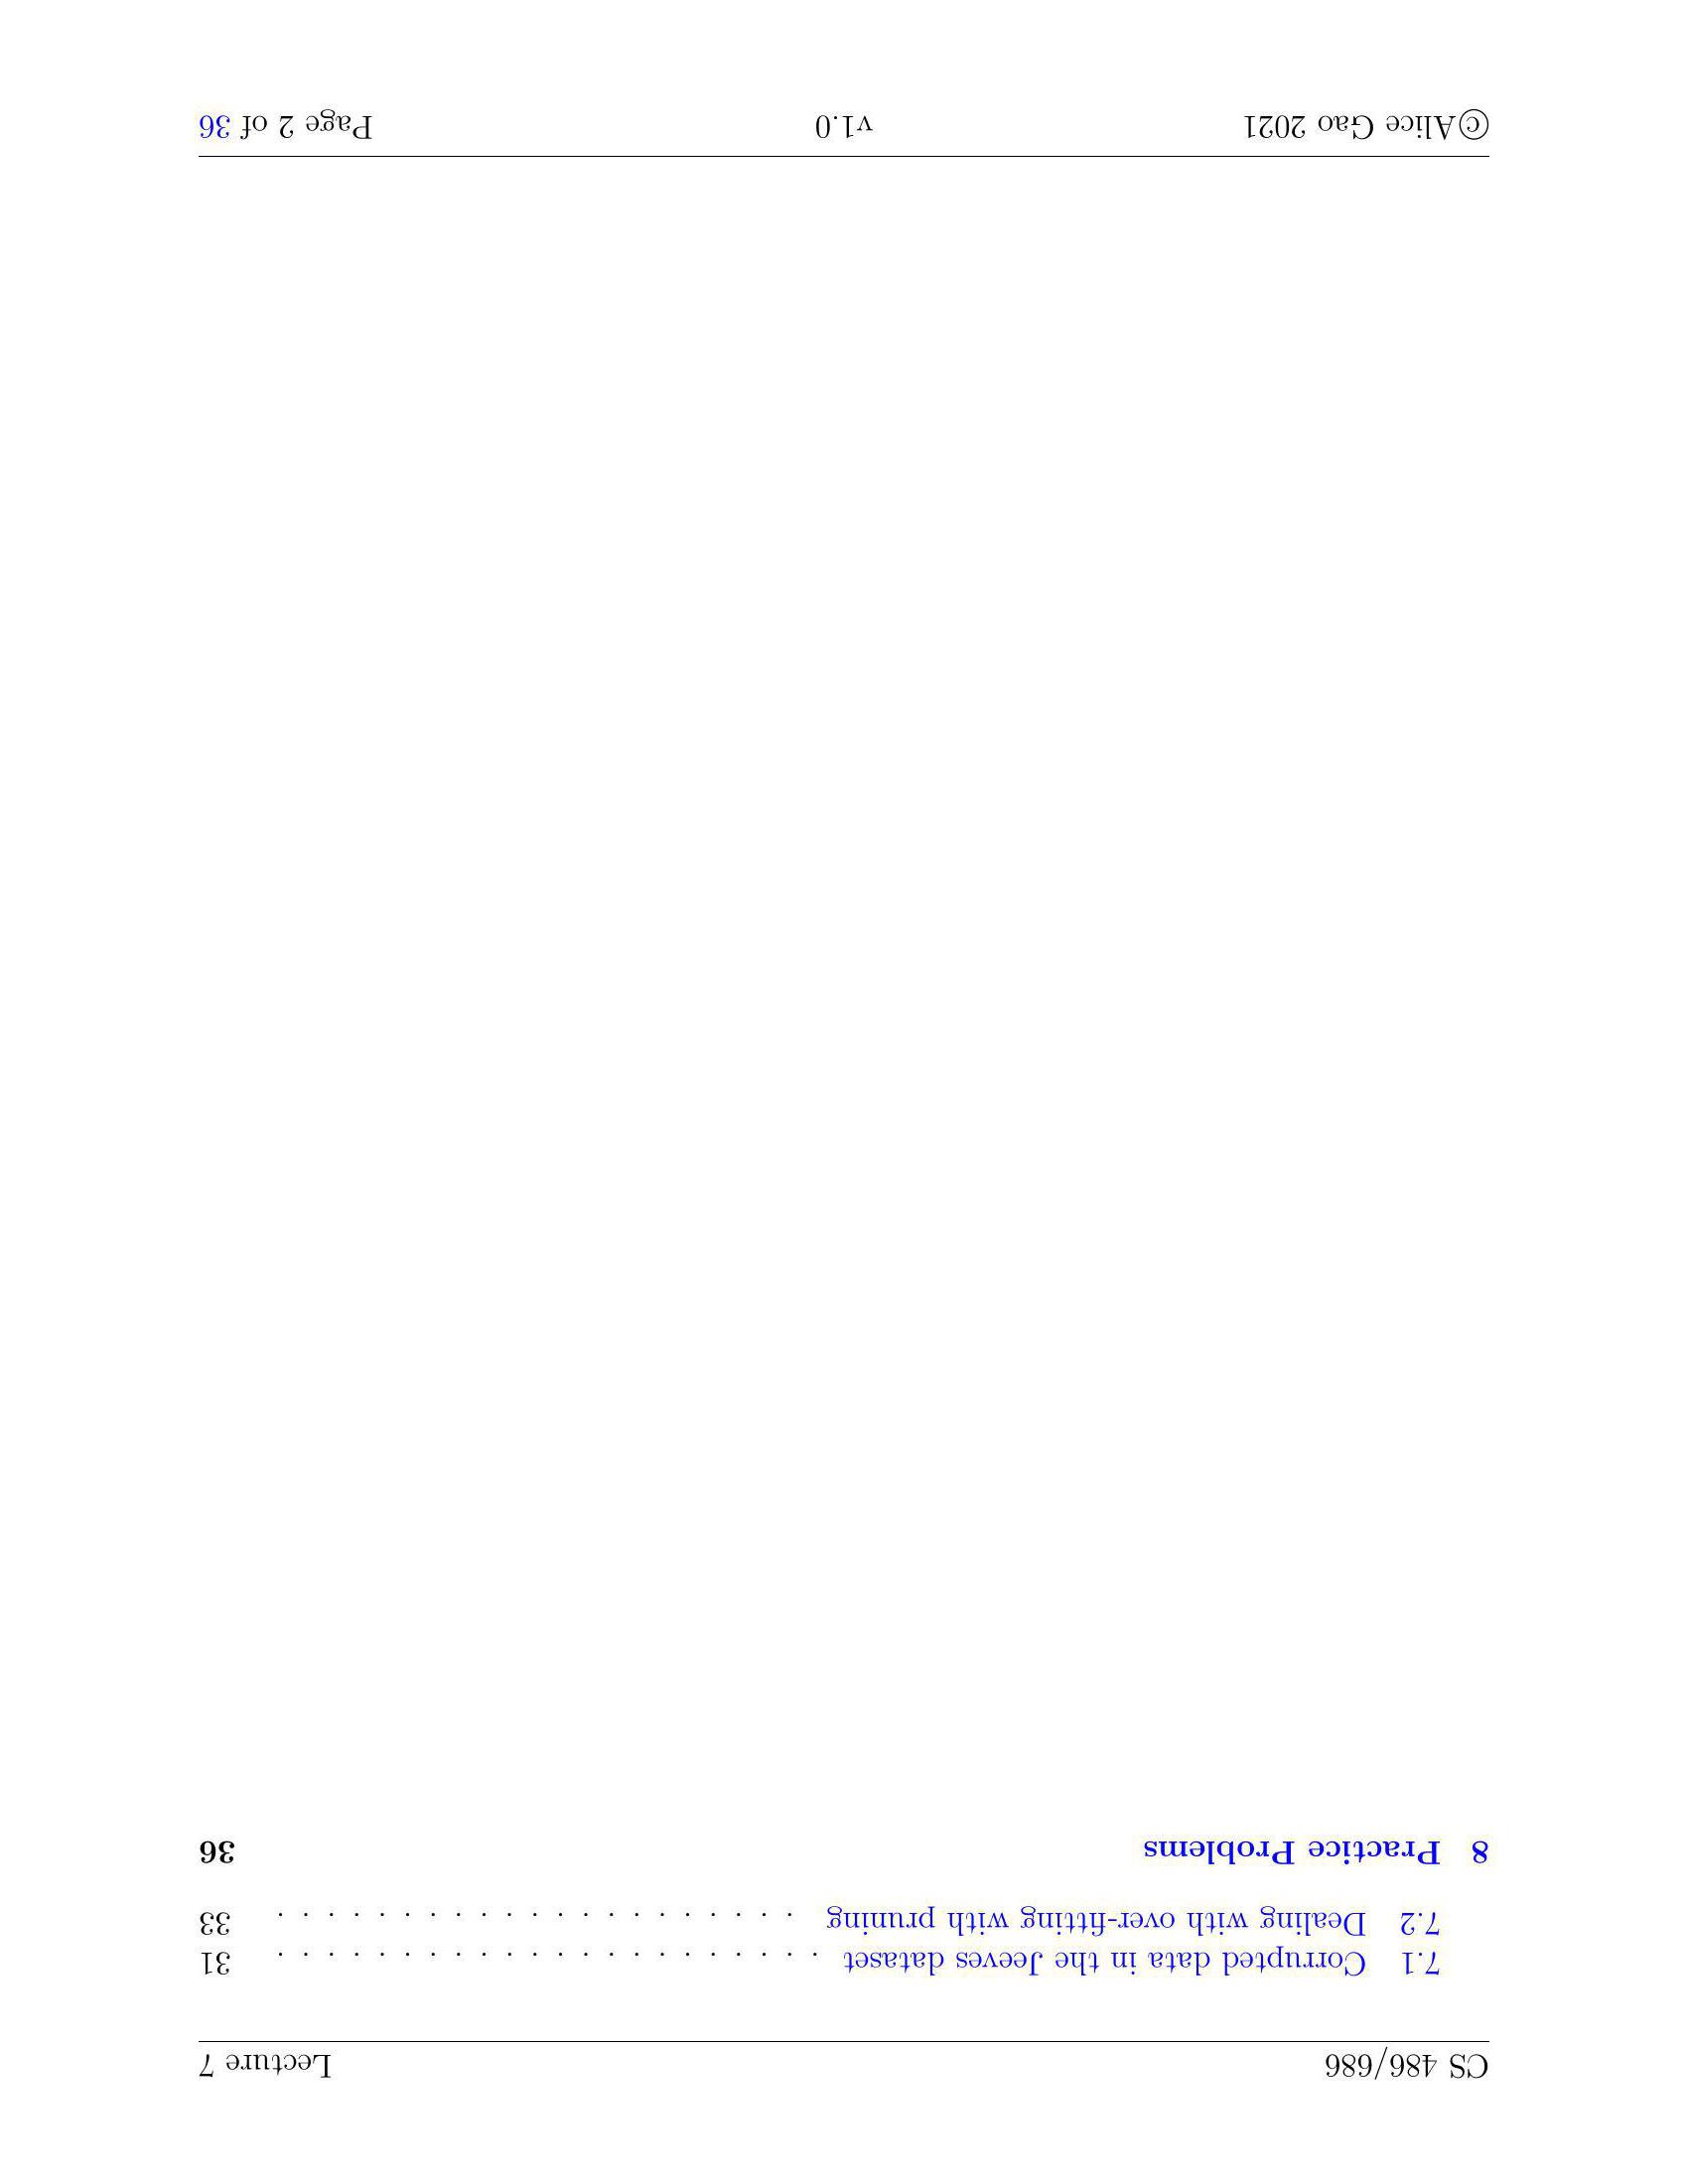 CS 486/686 Lecture 7
7.1 Corrupted data in the Jeeves dataset . . . . . . . . . . . . . . . . . . . . . . 31
7.2 Dealing with over-fitting with pruning . . . . . . . . . . . . . . . . . . . . . 33
8 Practice Problems 36
©Alice Gao 2021 v1.0 Page 2 of 36